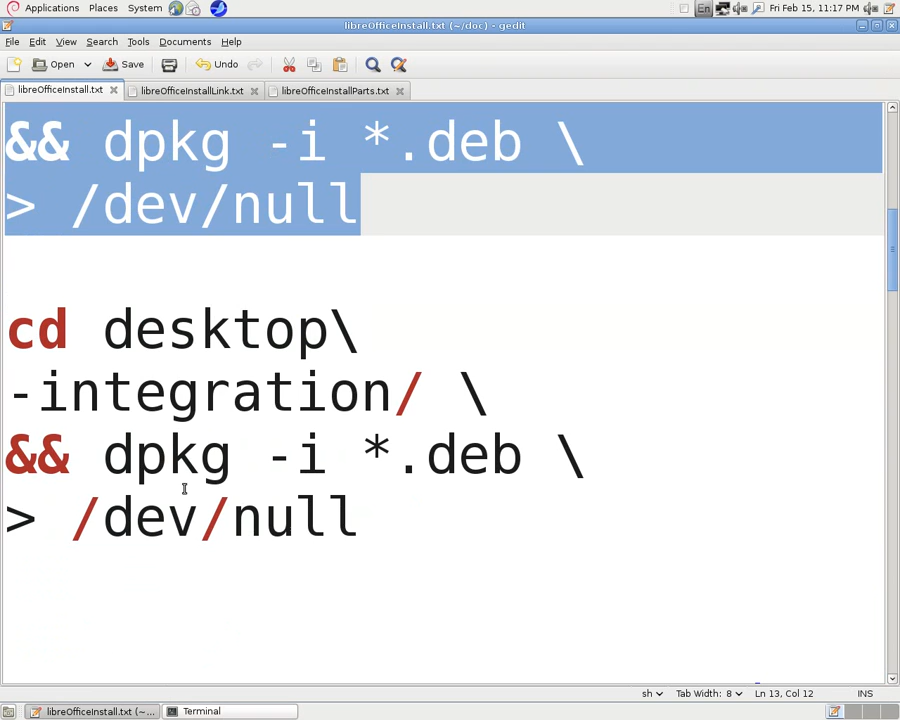 Applications Places System En Fri Feb 15, 11:17 PM
libreOfficeInstall.txt (~/doc) - gedit
File Edit View Search Tools Documents Help
Open Save Undo
libreOfficeInstall.txt libreOfficeInstallLink.txt libreOfficeInstallParts.txt
&& dpkg -i *.deb \
> /dev/null
cd desktop\
-integration/ \
&& dpkg -i *.deb \
> /dev/null
sh Tab Width: 8 Ln 13, Col 12 INS
libreOfficeInstall.txt (~... Terminal